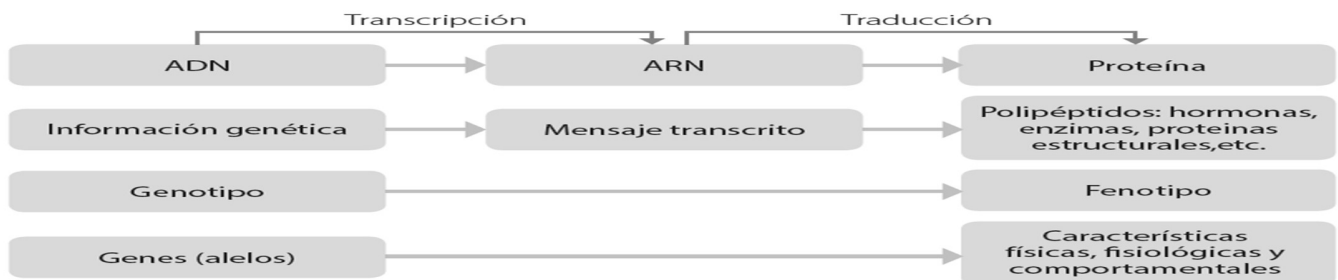 Transcripción
Traducción
ADN
ARN
Proteína
Información genética
Mensaje transcrito
Polipéptidos: hormonas,
enzimas, proteinas
estructurales,etc.
Genotipo
Fenotipo
Genes (alelos)
Características
físicas, fisiológicas y
comportamentales